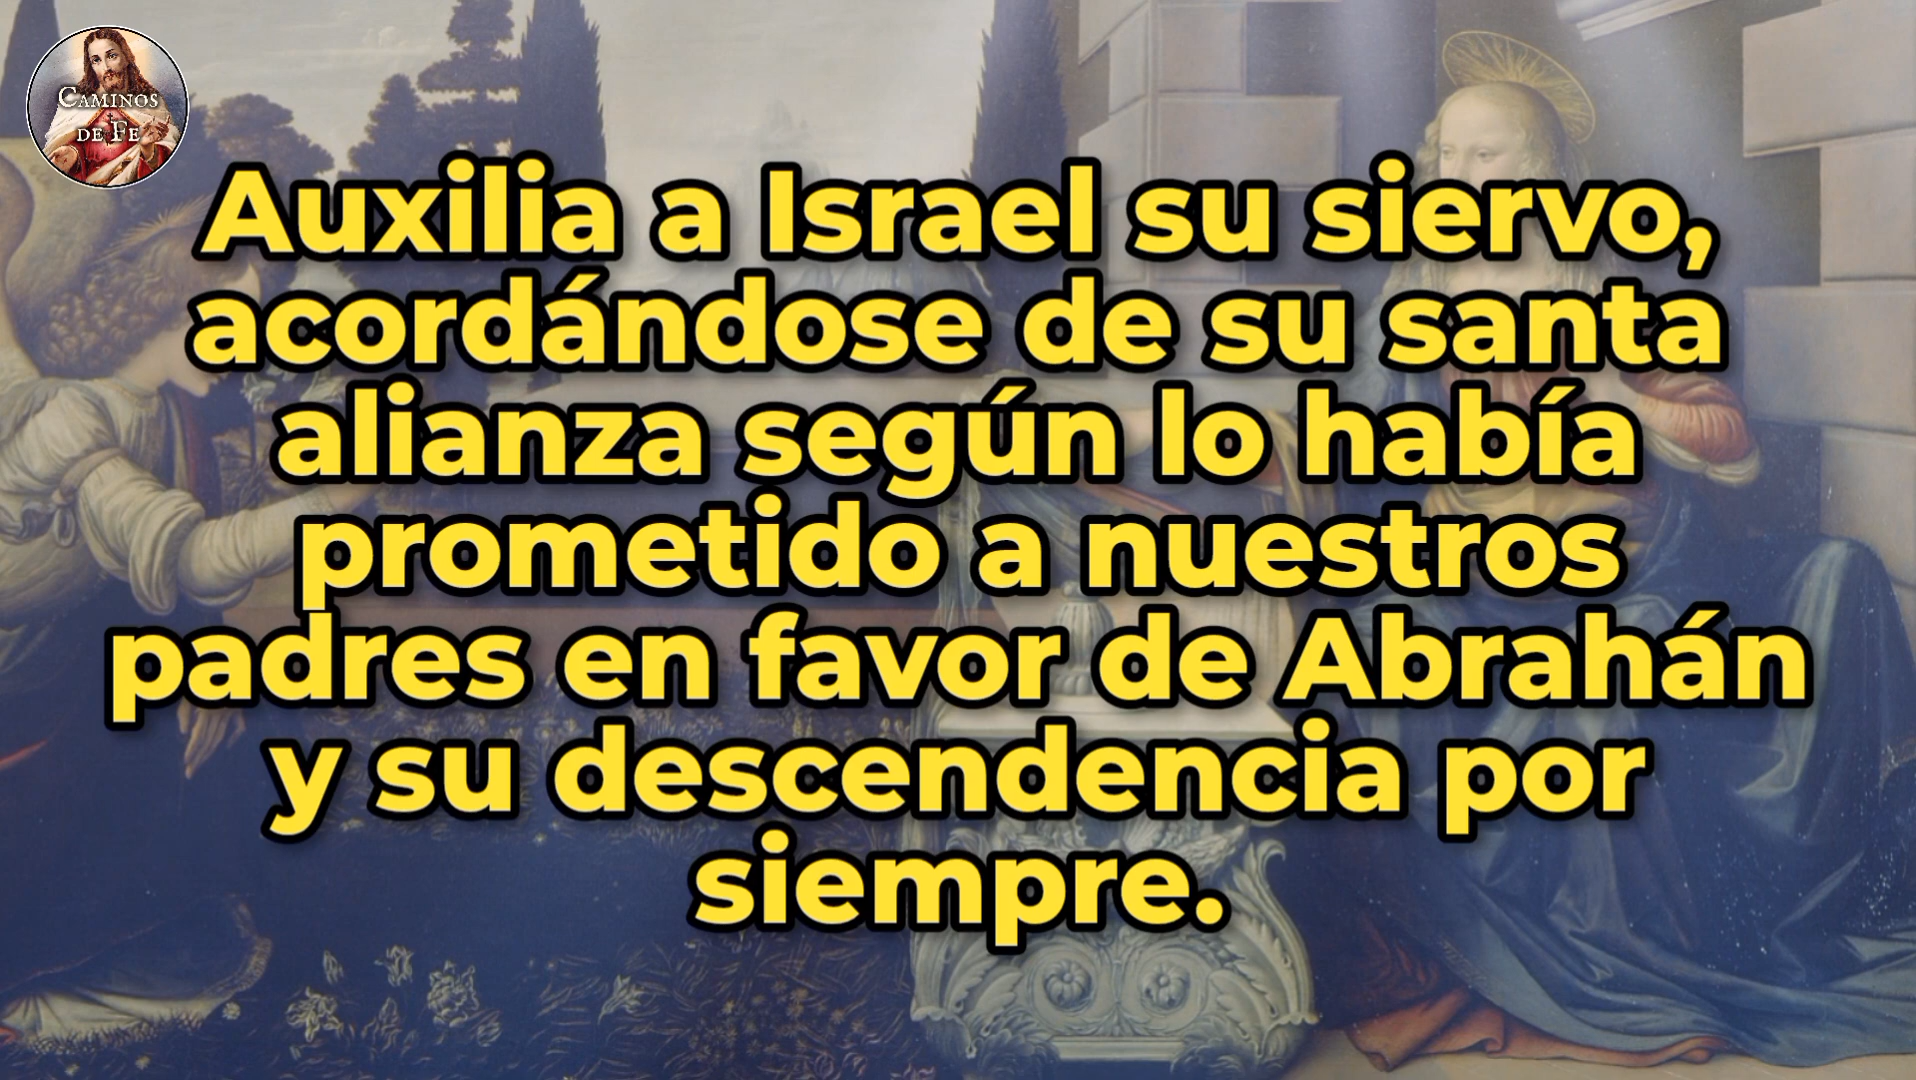 CAMINOS
DE FE
Auxilia a Israel su siervo,
acordándose de su santa
alianza según lo había
prometido a nuestros
padres en favor de Abrahán
y su descendencia por
siempre.